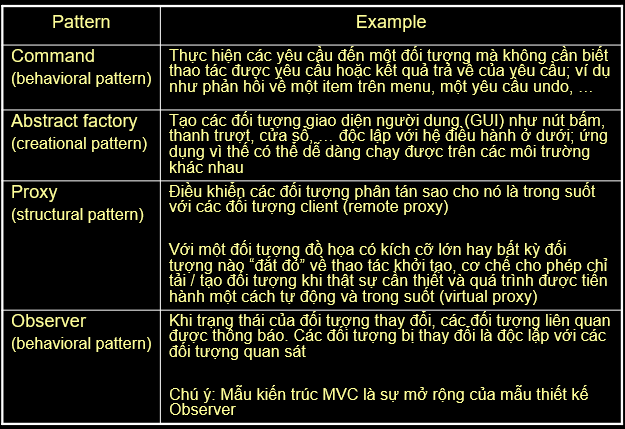 Pattern
Example
Command
(behavioral pattern)
Thực hiện các yêu cầu đến một đối tượng mà không cần biết
thao tác được yêu cầu hoặc kết quả trả về của yêu cầu; ví dụ
như phản hồi về một item trên menu, một yêu cầu undo, …
Abstract factory
(creational pattern)
Tạo các đối tượng giao diện người dung (GUI) như nút bấm,
thanh trượt, cửa sổ, … độc lập với hệ điều hành ở dưới; ứng
dụng vì thế có thể dễ dàng chạy được trên các môi trường
khác nhau
Proxy
(structural pattern)
Điều khiển các đối tượng phân tán sao cho nó là trong suốt
với các đối tượng client (remote proxy)
Với một đối tượng đồ họa có kích cỡ lớn hay bất kỳ đối
tượng nào “đắt đỏ” về thao tác khởi tạo, cơ chế cho phép chỉ
tải / tạo đối tượng khi thật sự cần thiết và quá trình được tiến
hành một cách tự động và trong suốt (virtual proxy)
Observer
(behavioral pattern)
Khi trạng thái của đối tượng thay đổi, các đối tượng liên quan
được thông báo. Các đối tượng bị thay đổi là độc lập với các
đối tượng quan sát
Chú ý: Mẫu kiến trúc MVC là sự mở rộng của mẫu thiết kế
Observer